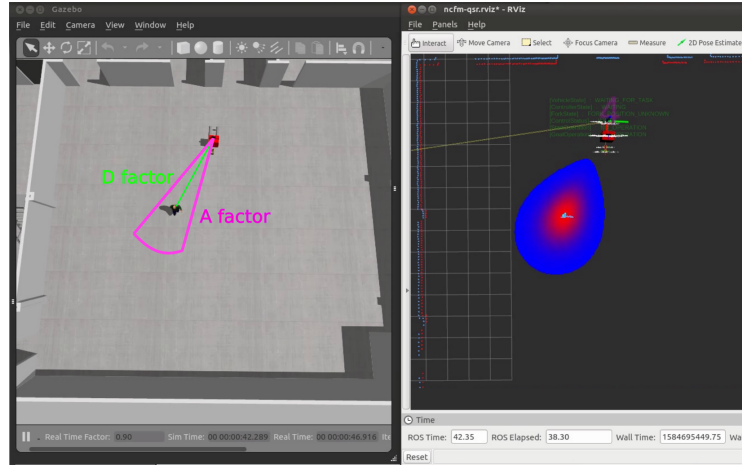 Gazebo
File Edit Camera View Window Help
D factor
A factor
Real Time Factor: 0.90 Sim Time: 00 00:00:42.289 Real Time: 00 00:00:46.916 Ite
ncfm-qsr.rviz* - RViz
File Panels Help
Interact Move Camera Select Focus Camera Measure 2D Pose Estimate
Time
ROS Time: 42.35 ROS Elapsed: 38.30 Wall Time: 1584695449.75 Wa
Reset